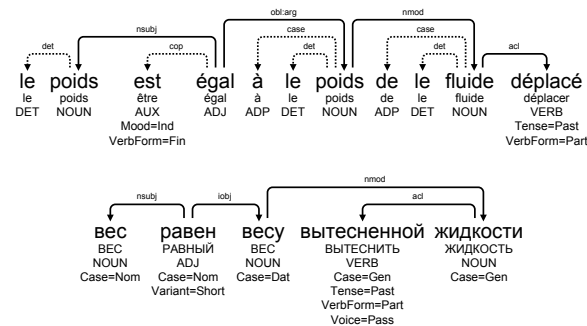 nsubj obl:arg nmod
det cop case det case det acl
le poids est égal à le poids de le fluide déplacé
le poids être égal à le poids de le fluide déplacer
DET NOUN AUX ADJ ADP DET NOUN ADP DET NOUN VERB
Mood=Ind Tense=Past
VerbForm=Fin VerbForm=Part
nmod
nsubj iobj acl
вес равен весу вытесненной жидкости
ВЕС РАВНЫЙ ВЕС ВЫТЕСНИТЬ ЖИДКОСТЬ
NOUN ADJ NOUN VERB NOUN
Case=Nom Case=Nom Case=Dat Case=Gen Case=Gen
Variant=Short Tense=Past
VerbForm=Part
Voice=Pass